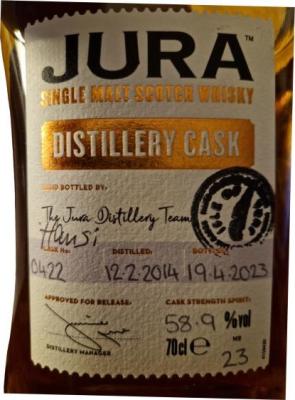 JURA™
SINGLE MALT SCOTCH WHISKY
DISTILLERY CASK
BOTTLED BY:
The Jura Distillery Team
Hansi
DISTILLED:
0422 12.2.2014 19.4.2023
APPROVED FOR RELEASE: CASK STRENGTH SPIRIT:
58.9 %vol
DISTILLERY MANAGER 70cl e 23